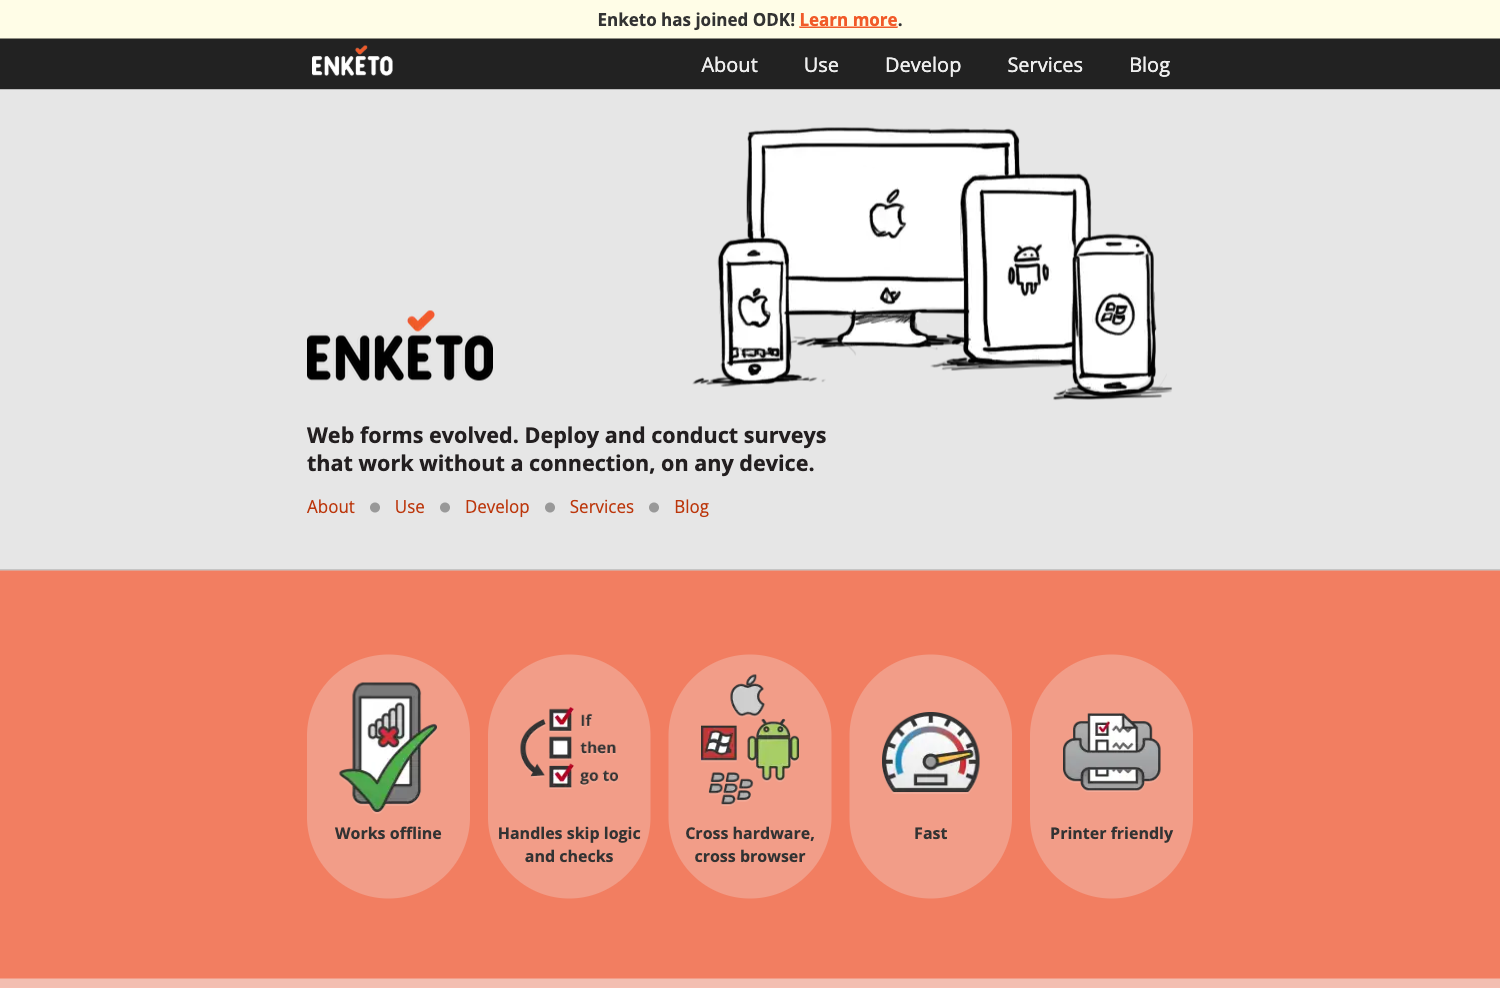 Enketo has joined ODK! Learn more.
ENKETO
About Use Develop Services Blog
ENKETO
Web forms evolved. Deploy and conduct surveys
that work without a connection, on any device.
About Use Develop Services Blog
If
then
go to
Works offline
Handles skip logic
and checks
Cross hardware,
cross browser
Fast
Printer friendly